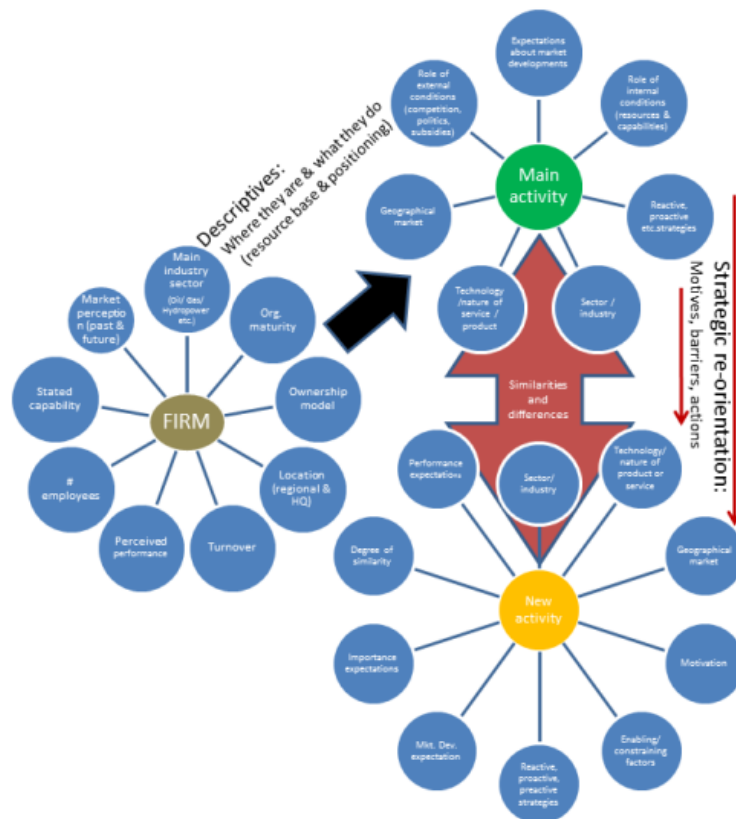 Expectations
about market
developments
Role of
external
conditions
(competition,
politics,
subsidies)
Role of
internal
conditions
(resources &
capabilities)
Main
activity
Geographical
market
Reactive,
proactive
etc.strategies
Technology
/nature of
service /
product
Sector /
industry
Descriptives:
Where they are & what they do
(resource base & positioning)
Main
industry
sector
(Oil/ Gas/
Hydropower
etc.)
Market
perceptio
n (past &
future)
Org.
maturity
Stated
capability
FIRM
Ownership
model
#
employees
Location
(regional &
HQ)
Perceived
performance
Turnover
Similarities
and
differences
Strategic re-orientation:
Motives, barriers, actions
Performance
expectations
Sector/
industry
Technology/
nature of
product or
service
Degree of
similarity
New
activity
Geographical
market
Importance
expectations
Motivation
Mkt. Dev.
expectation
Reactive,
proactive,
preactive
strategies
Enabling/
constraining
factors